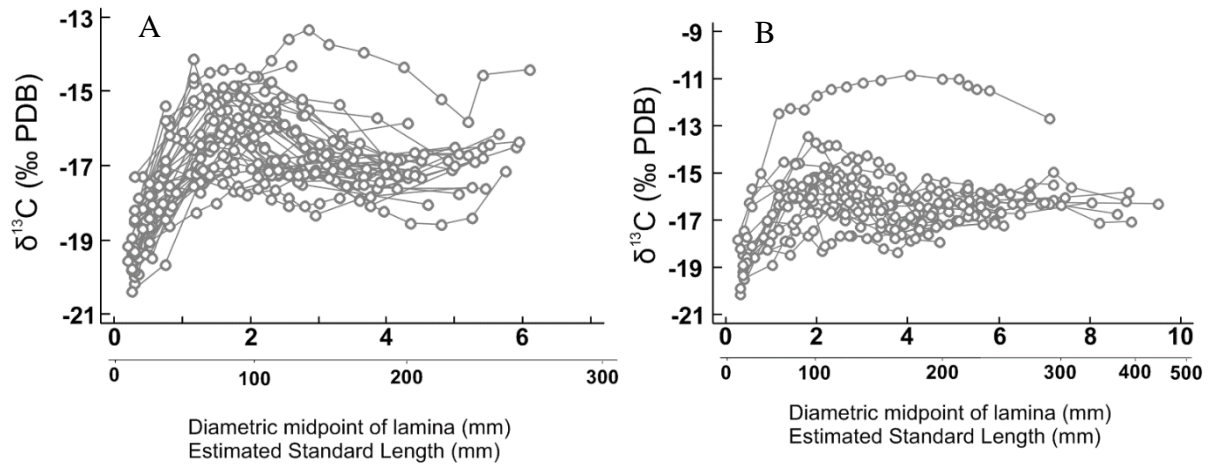 A
-13
-15
-17
-19
-21
δ¹³C (‰ PDB)
0 2 4 6
0 100 200 300
Diametric midpoint of lamina (mm)
Estimated Standard Length (mm)
B
-9
-11
-13
-15
-17
-19
-21
δ¹³C (‰ PDB)
0 2 4 6 8 10
0 100 200 300 400 500
Diametric midpoint of lamina (mm)
Estimated Standard Length (mm)